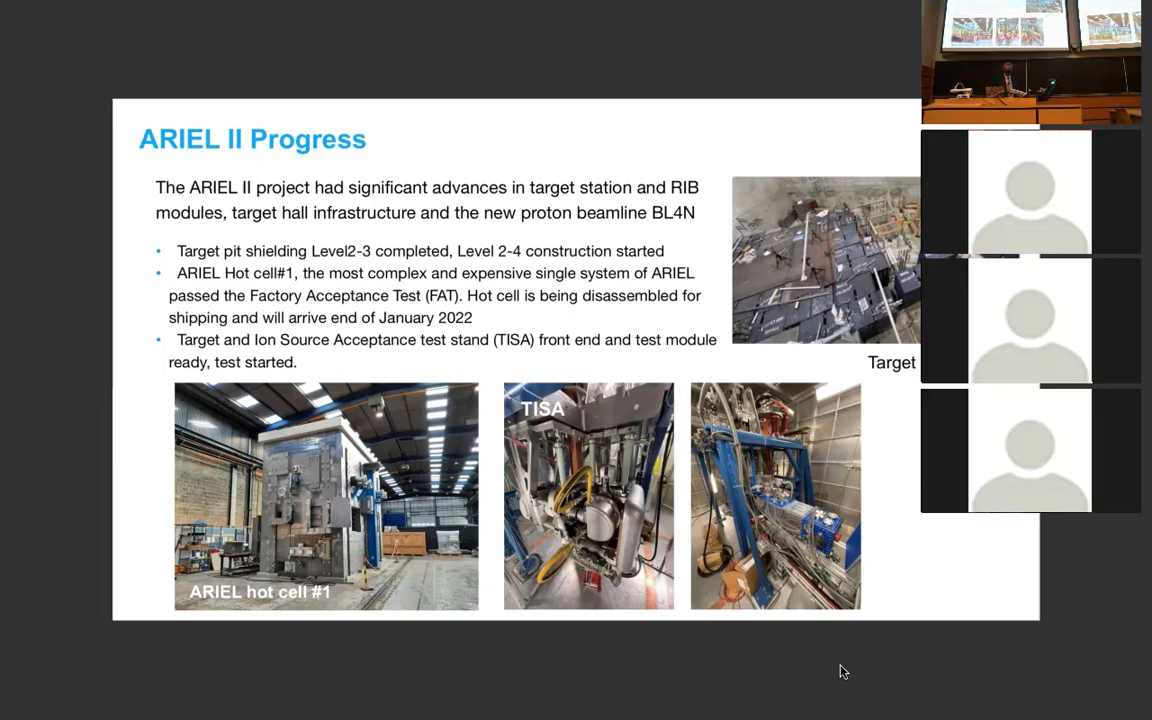 ARIEL II Progress
The ARIEL II project had significant advances in target station and RIB
modules, target hall infrastructure and the new proton beamline BL4N
• Target pit shielding Level2-3 completed, Level 2-4 construction started
• ARIEL Hot cell#1, the most complex and expensive single system of ARIEL
passed the Factory Acceptance Test (FAT). Hot cell is being disassembled for
shipping and will arrive end of January 2022
• Target and Ion Source Acceptance test stand (TISA) front end and test module
ready, test started.
Target
TISA
ARIEL hot cell #1